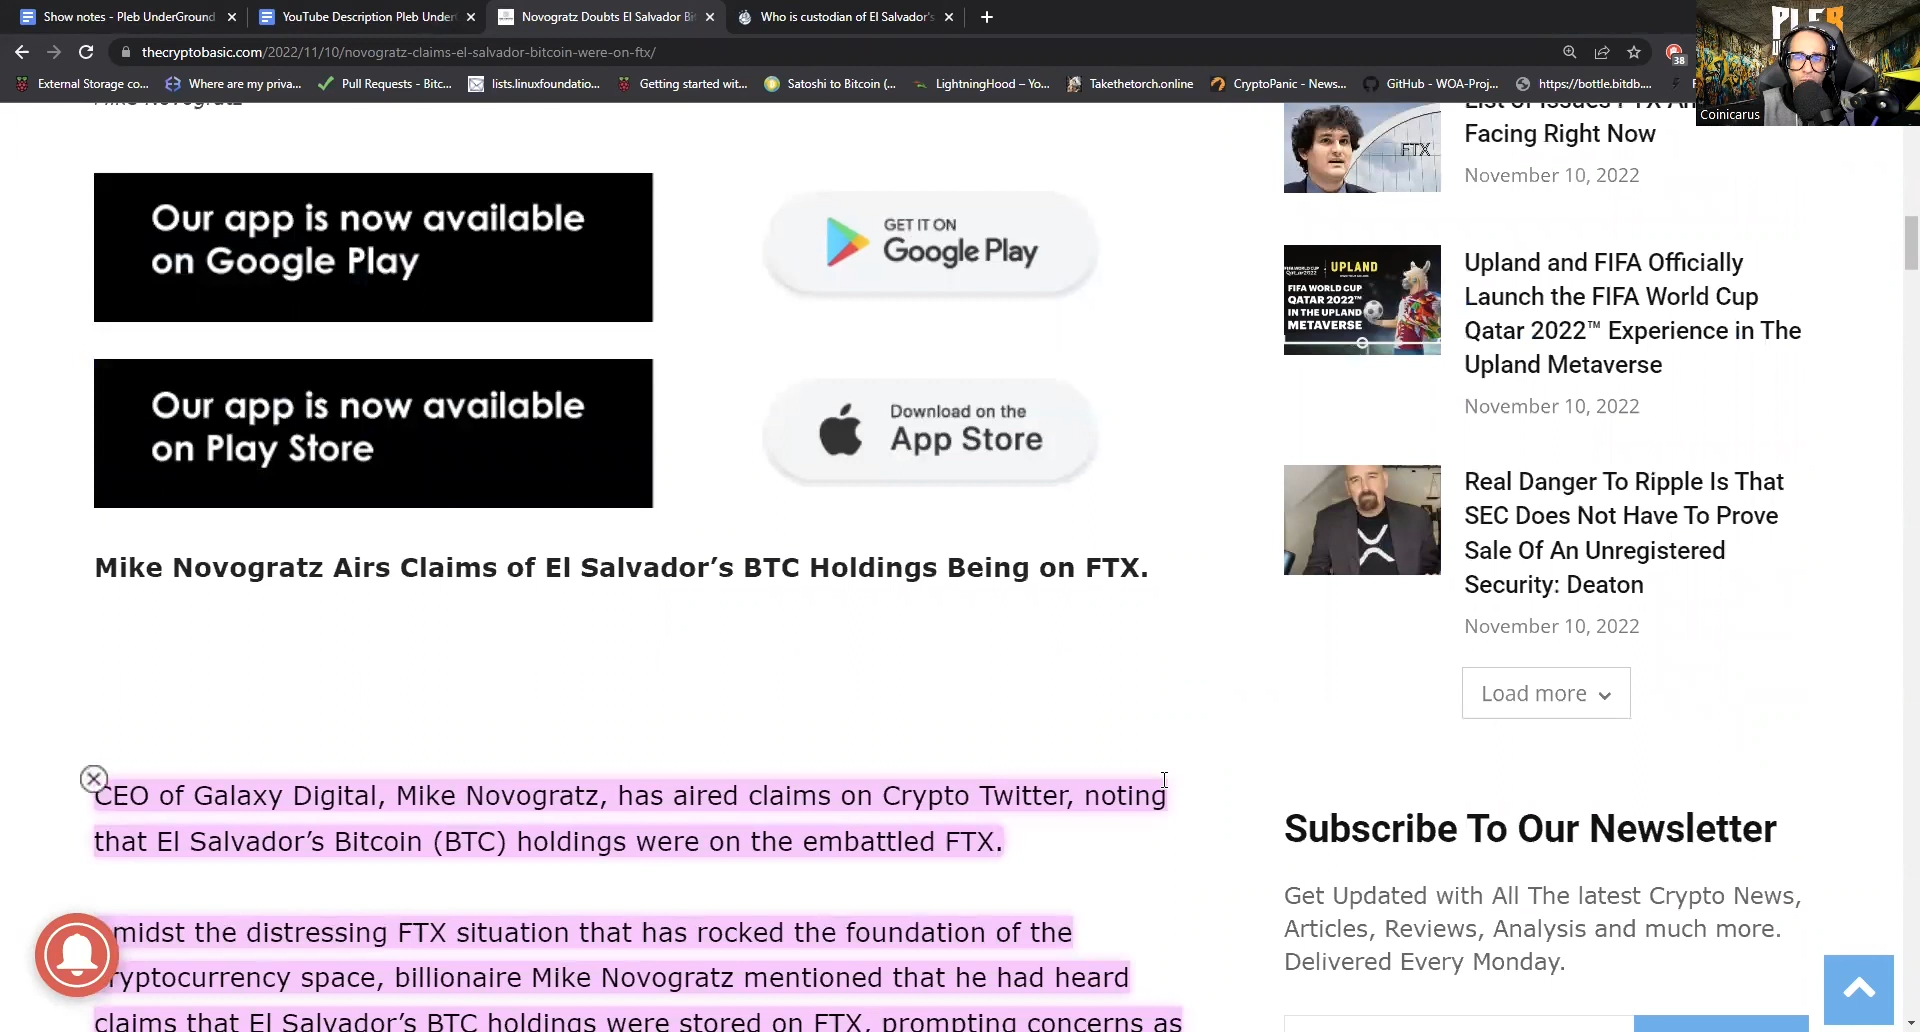 Show notes - Pleb UnderGround
YouTube Description Pleb Under
Novogratz Doubts El Salvador Bi
Who is custodian of El Salvador's
thecryptobasic.com/2022/11/10/novogratz-claims-el-salvador-bitcoin-were-on-ftx/
38
External Storage co...
Where are my priva...
Pull Requests - Bitc...
lists.linuxfoundatio...
Getting started wit...
Satoshi to Bitcoin (...
LightningHood – Yo...
Takethetorch.online
CryptoPanic - News...
GitHub - WOA-Proj...
https://bottle.bitdb....
Coinicarus
Mike Novogratz
Our app is now available
on Google Play
GET IT ON
Google Play
Our app is now available
on Play Store
Download on the
App Store
Mike Novogratz Airs Claims of El Salvador’s BTC Holdings Being on FTX.
CEO of Galaxy Digital, Mike Novogratz, has aired claims on Crypto Twitter, noting
that El Salvador’s Bitcoin (BTC) holdings were on the embattled FTX.
midst the distressing FTX situation that has rocked the foundation of the
ryptocurrency space, billionaire Mike Novogratz mentioned that he had heard
claims that El Salvador’s BTC holdings were stored on FTX, prompting concerns as
FTX
List of Issues FTX
Facing Right Now
November 10, 2022
UPLAND
FIFA WORLD CUP
QATAR 2022™
IN THE UPLAND
METAVERSE
Upland and FIFA Officially
Launch the FIFA World Cup
Qatar 2022™ Experience in The
Upland Metaverse
November 10, 2022
Real Danger To Ripple Is That
SEC Does Not Have To Prove
Sale Of An Unregistered
Security: Deaton
November 10, 2022
Load more
Subscribe To Our Newsletter
Get Updated with All The latest Crypto News,
Articles, Reviews, Analysis and much more.
Delivered Every Monday.